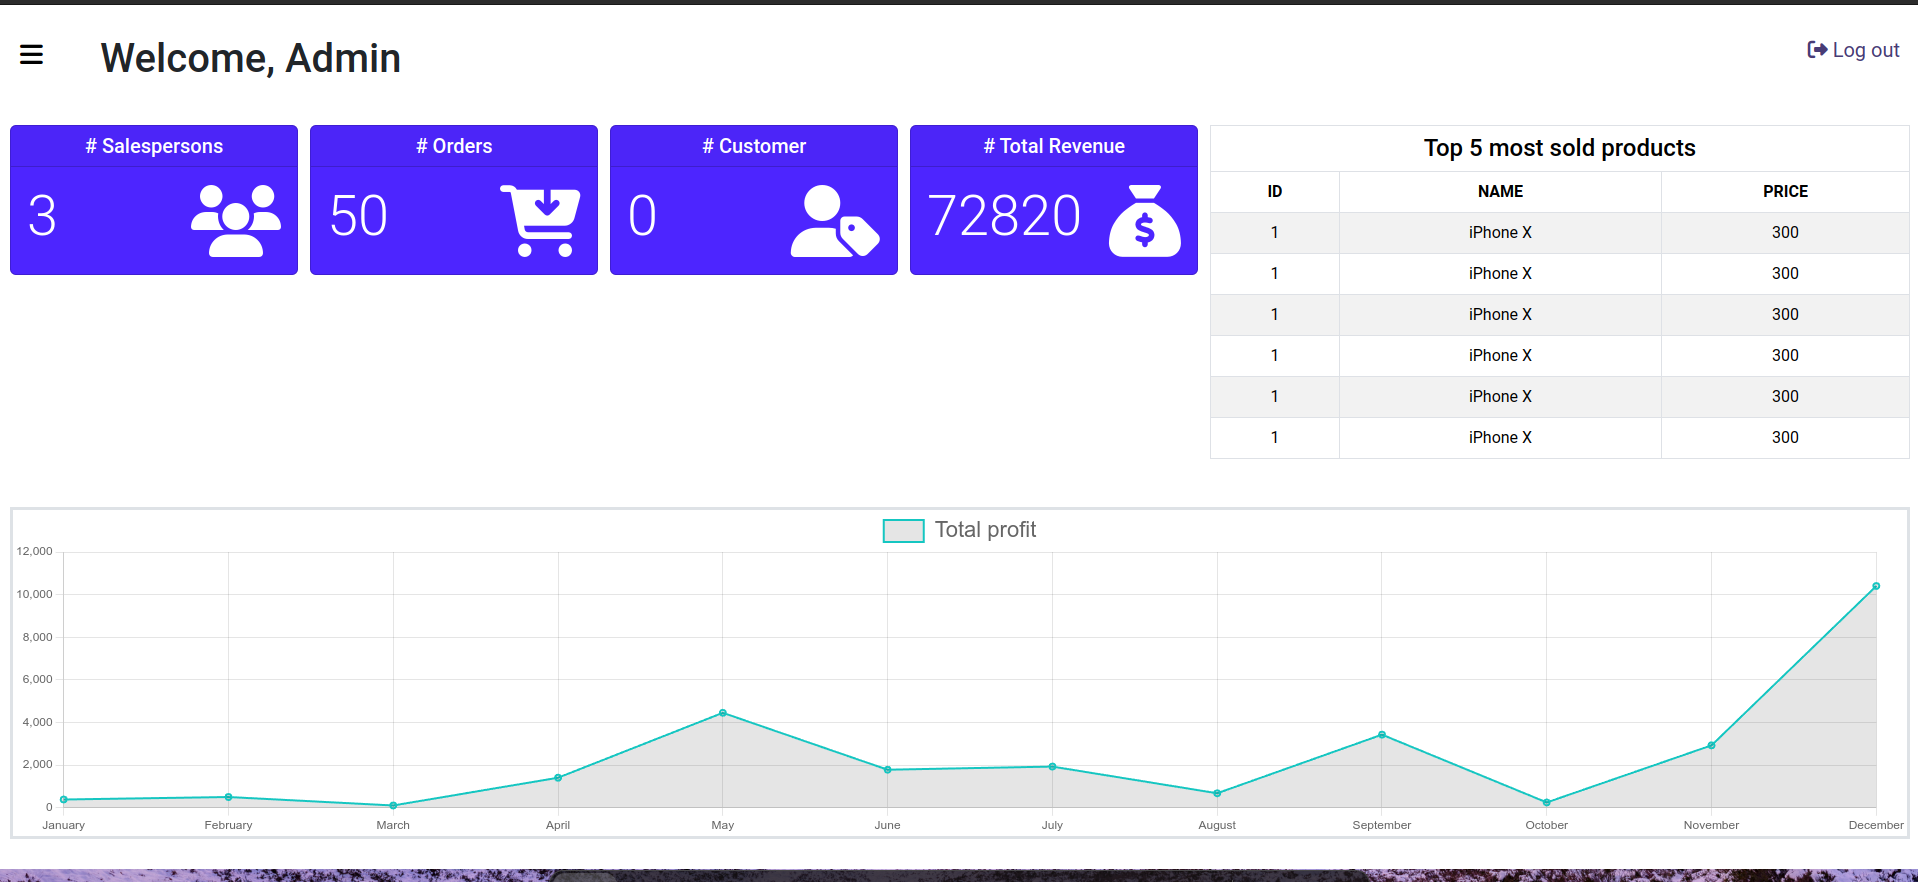 Welcome, Admin
Log out
# Salespersons
3
# Orders
50
# Customer
0
# Total Revenue
72820
Top 5 most sold products
ID NAME PRICE
1 iPhone X 300
1 iPhone X 300
1 iPhone X 300
1 iPhone X 300
1 iPhone X 300
1 iPhone X 300
Total profit
12,000
10,000
8,000
6,000
4,000
2,000
0
January February March April May June July August September October November December